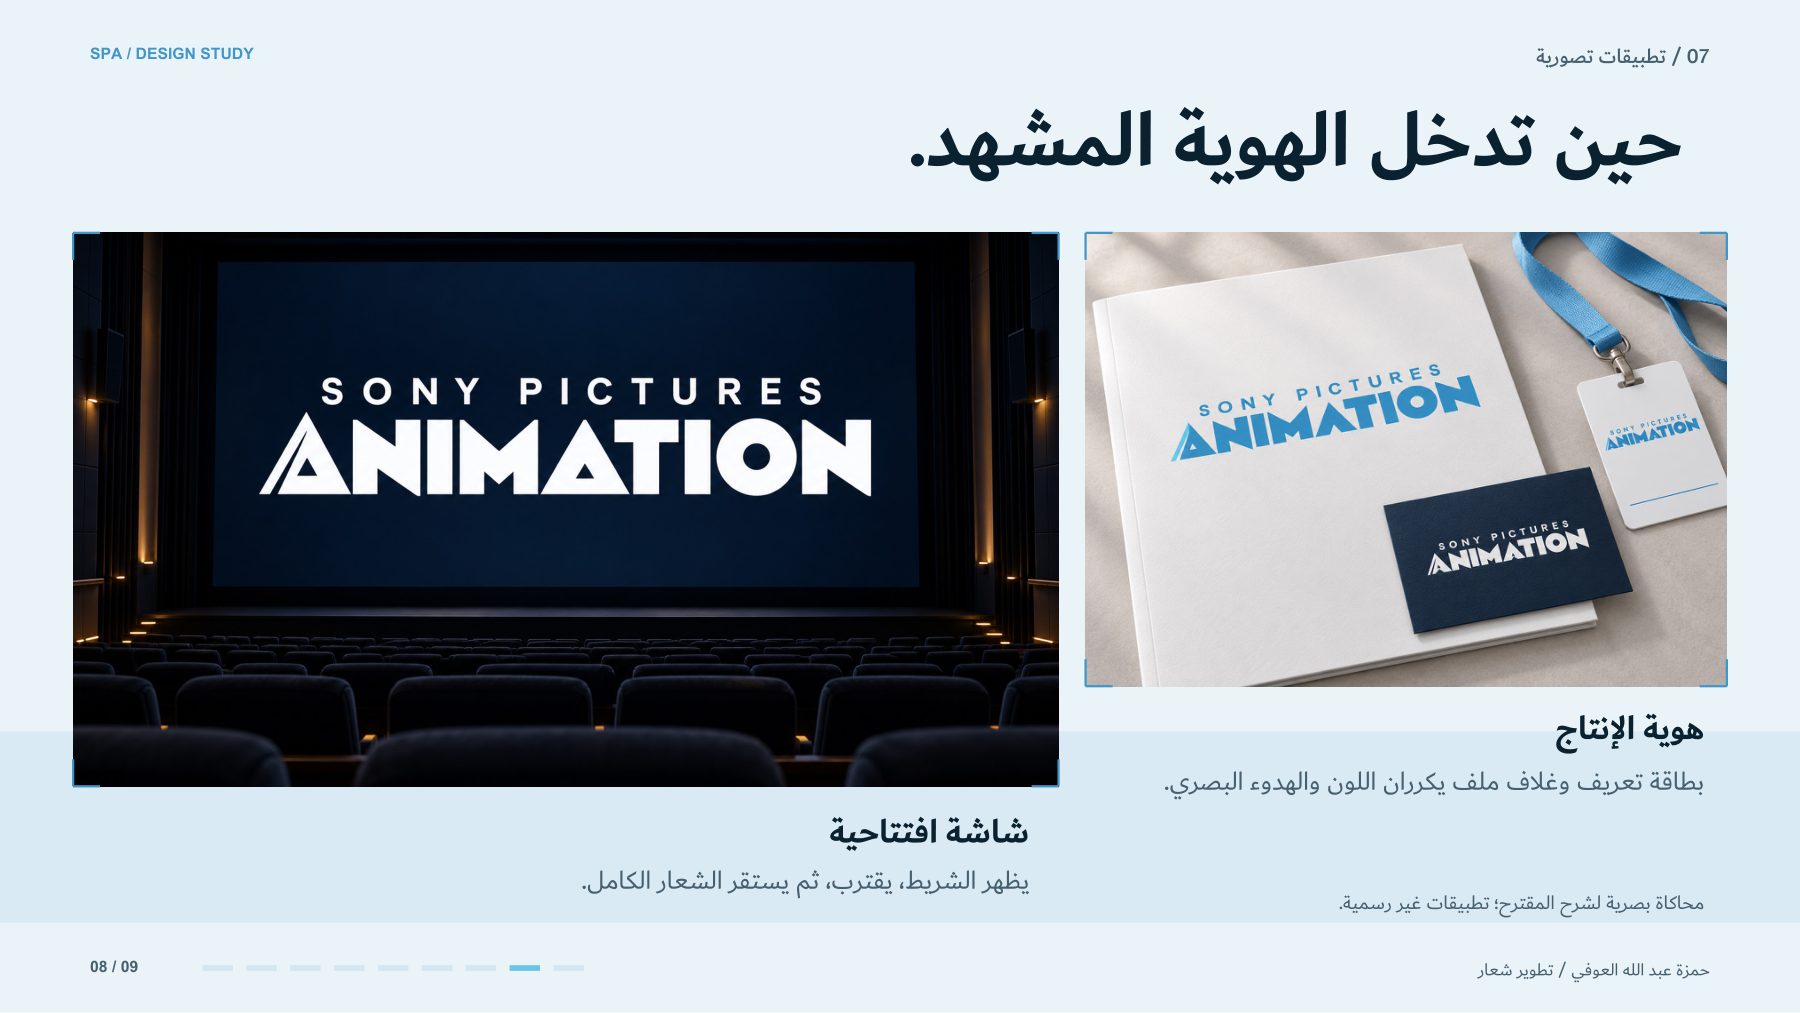 07 / تطبيقات تصورية
SPA / DESIGN STUDY
حين تدخل الهوية المشهد.
SONY PICTURES
ANIMATION
SONY PICTURES
ANIMATION
SONY PICTURES
ANIMATION
SONY PICTURES
ANIMATION
هوية الإنتاج
بطاقة تعريف وغلاف ملف يكرران اللون والهدوء البصري.
شاشة افتتاحية
يظهر الشريط، يقترب، ثم يستقر الشعار الكامل.
محاكاة بصرية لشرح المقترح؛ تطبيقات غير رسمية.
حمزة عبد الله العوفي / تطوير شعار
08 / 09